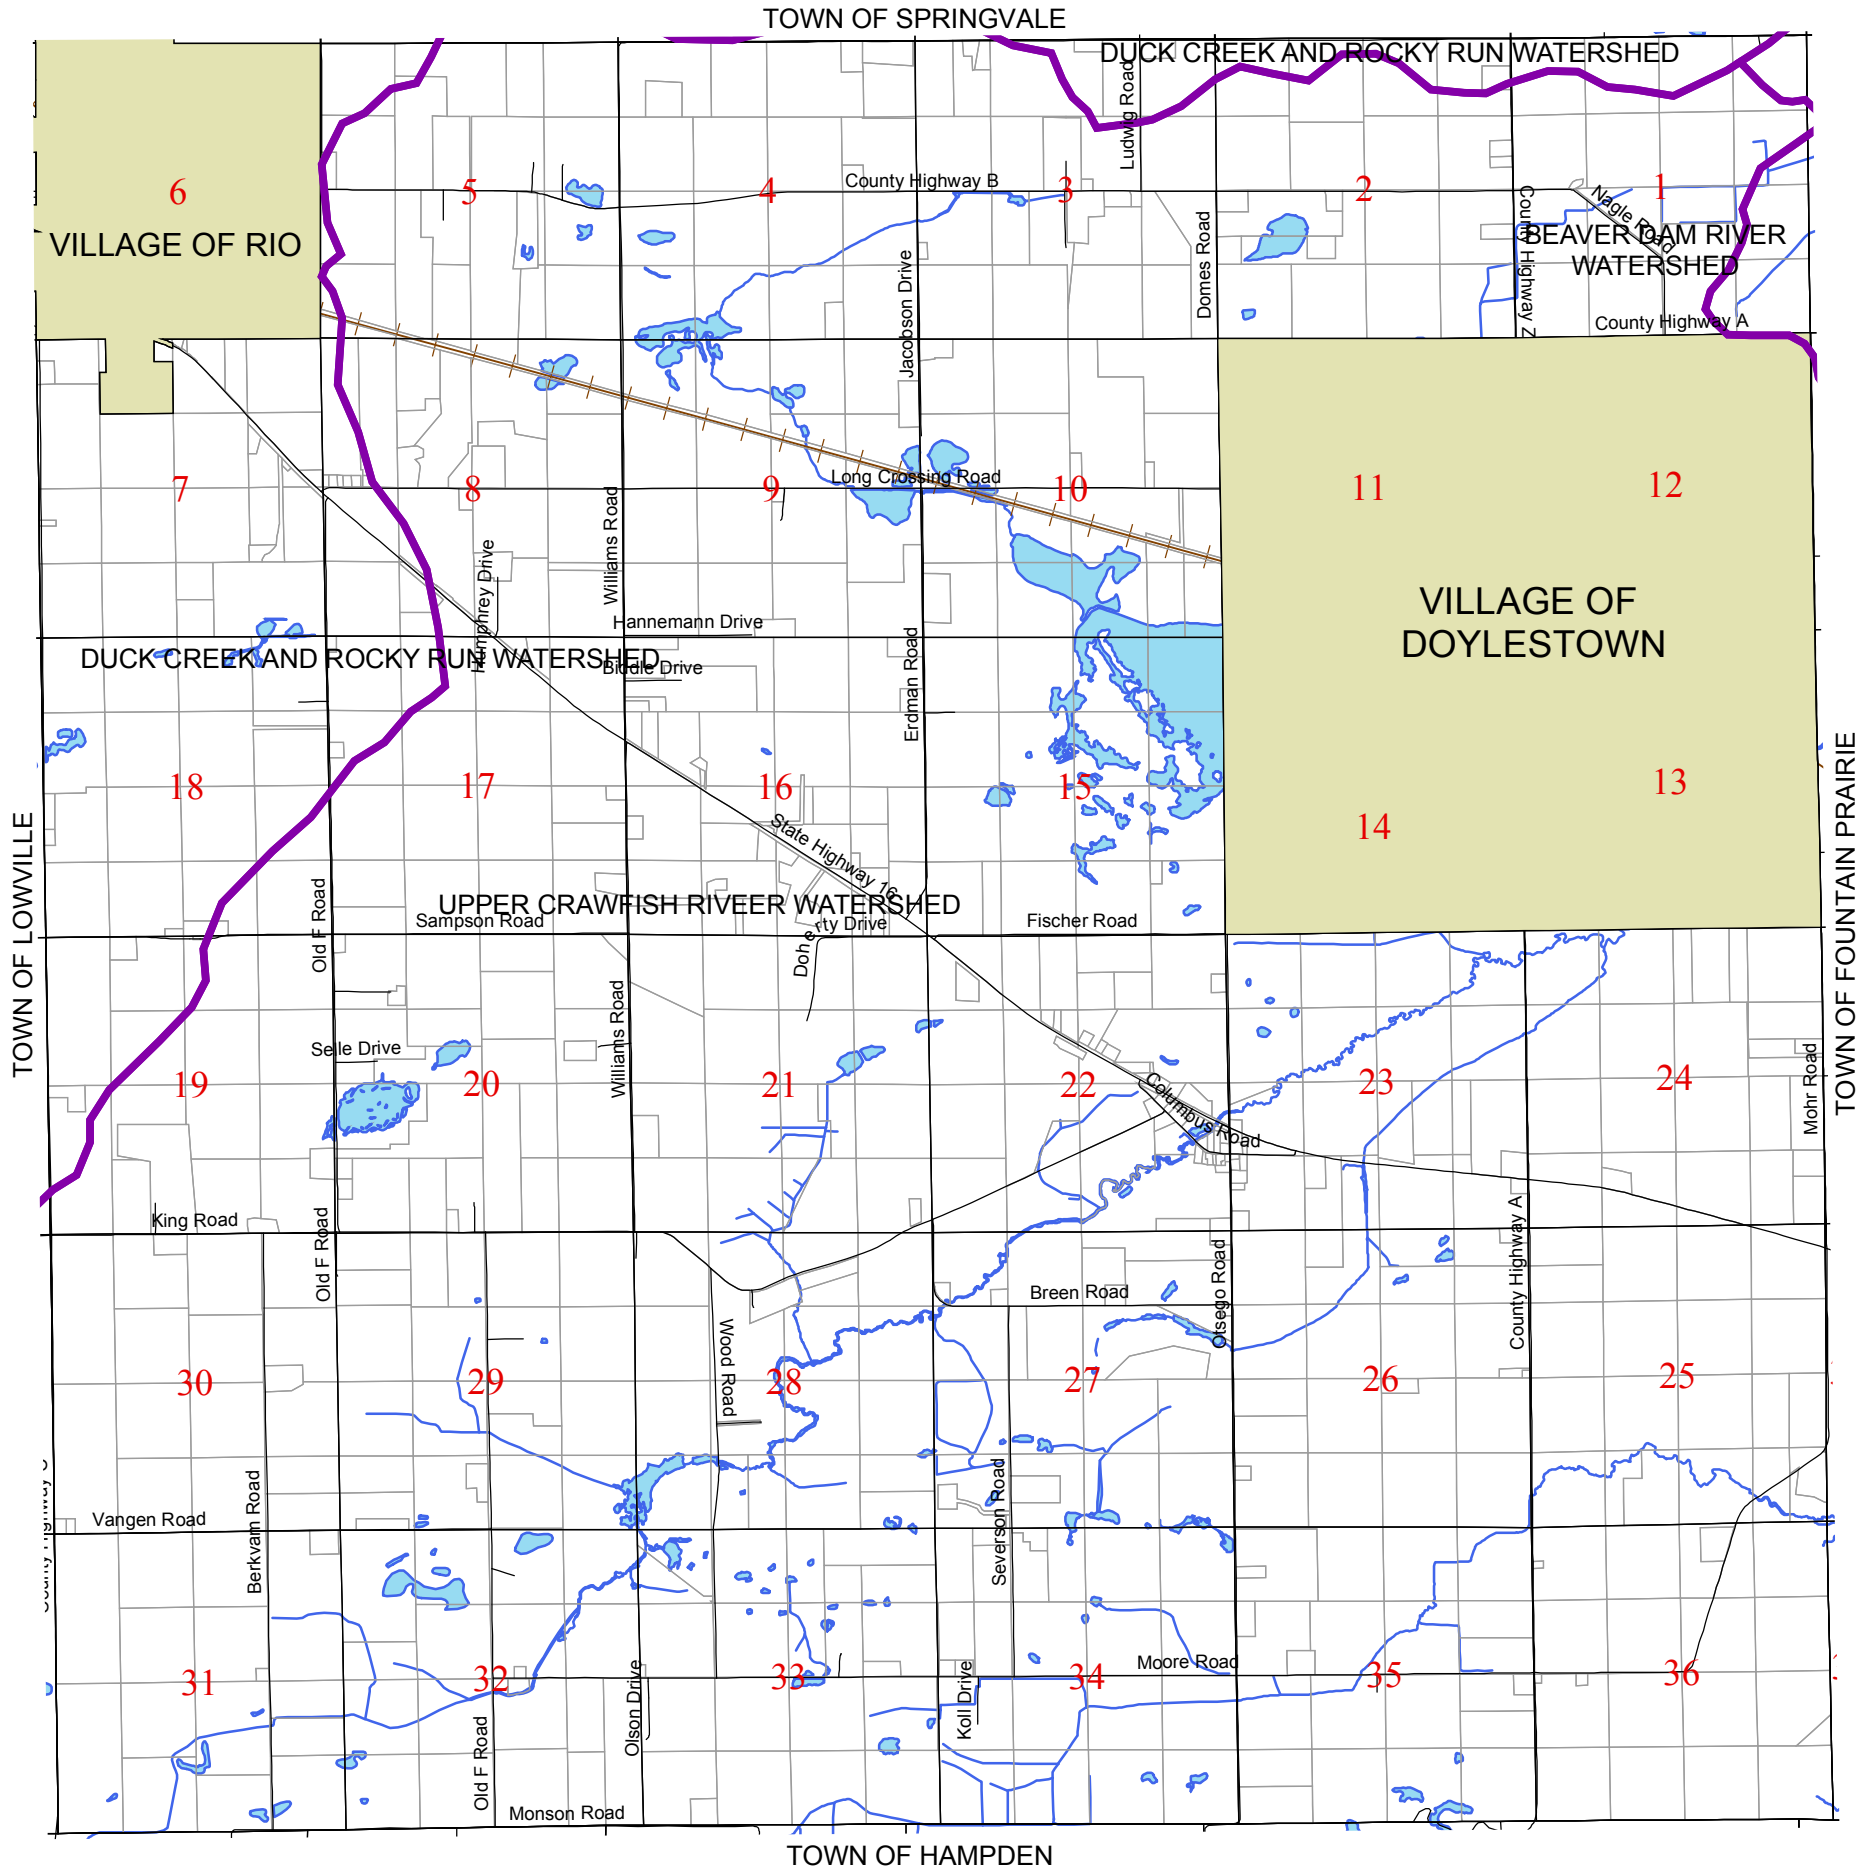 TOWN OF SPRINGVALE
DUCK CREEK AND ROCKY RUN WATERSHED
Ludwig Road
6
5
4
County Highway B
3
2
1
VILLAGE OF RIO
Nagle Road
County Highway Z
BEAVER DAM RIVER
WATERSHED
Domes Road
Jacobson Drive
County Highway A
7
8
9
Long Crossing Road
10
11
12
Williams Road
Humphrey Drive
Hannemann Drive
VILLAGE OF
DOYLESTOWN
DUCK CREEK AND ROCKY RUN WATERSHED
Biddle Drive
Erdman Road
18
17
16
15
14
13
State Highway 16
TOWN OF LOWVILLE
TOWN OF FOUNTAIN PRAIRIE
Old F Road
UPPER CRAWFISH RIVEER WATERSHED
Sampson Road
Doherty Drive
Fischer Road
Selle Drive
Williams Road
19
20
21
22
Columbus Road
23
24
Mohr Road
King Road
Old F Road
Otsego Road
County Highway A
Breen Road
Wood Road
30
29
28
27
26
25
Vangen Road
Berkvam Road
Severson Road
31
32
33
34
Moore Road
35
36
Old F Road
Olson Drive
Koll Drive
Monson Road
TOWN OF HAMPDEN